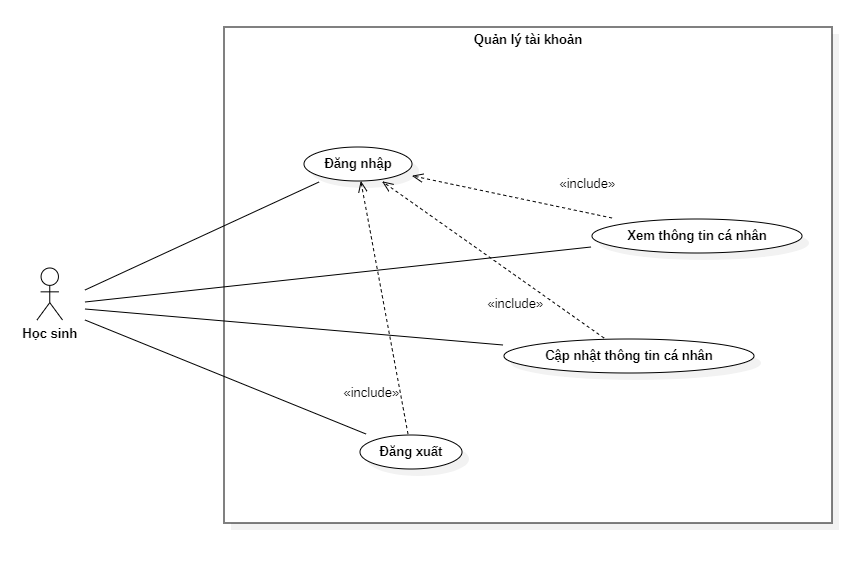 Quản lý tài khoản
Đăng nhập
«include»
Xem thông tin cá nhân
Học sinh
«include»
Cập nhật thông tin cá nhân
«include»
Đăng xuất